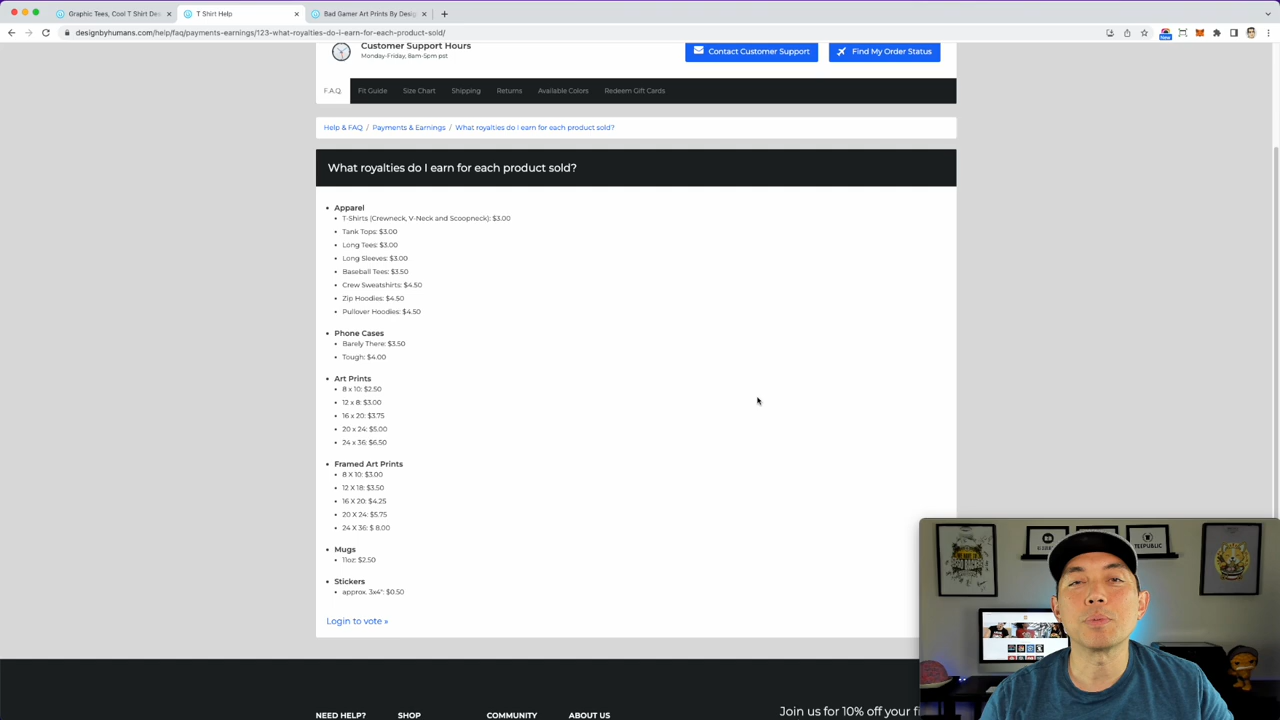 Graphic Tees, Cool T Shirt Des
T Shirt Help
Bad Gamer Art Prints By Desig
designbyhumans.com/help/faq/payments-earnings/123-what-royalties-do-i-earn-for-each-product-sold/
New
Customer Support Hours
Monday-Friday, 8am-5pm pst
Contact Customer Support
Find My Order Status
F.A.Q.
Fit Guide
Size Chart
Shipping
Returns
Available Colors
Redeem Gift Cards
Help & FAQ / Payments & Earnings / What royalties do I earn for each product sold?
What royalties do I earn for each product sold?
• Apparel
• T-Shirts (Crewneck, V-Neck and Scoopneck): $3.00
• Tank Tops: $3.00
• Long Tees: $3.00
• Long Sleeves: $3.00
• Baseball Tees: $3.50
• Crew Sweatshirts: $4.50
• Zip Hoodies: $4.50
• Pullover Hoodies: $4.50
• Phone Cases
• Barely There: $3.50
• Tough: $4.00
• Art Prints
• 8 x 10: $2.50
• 12 x 8: $3.00
• 16 x 20: $3.75
• 20 x 24: $5.00
• 24 x 36: $6.50
• Framed Art Prints
• 8 X 10: $3.00
• 12 X 18: $3.50
• 16 X 20: $4.25
• 20 X 24: $5.75
• 24 X 36: $ 8.00
• Mugs
• 11oz: $2.50
• Stickers
• approx. 3x4": $0.50
Login to vote »
TEEPUBLIC
NEED HELP?
SHOP
COMMUNITY
ABOUT US
Join us for 10% off your fi